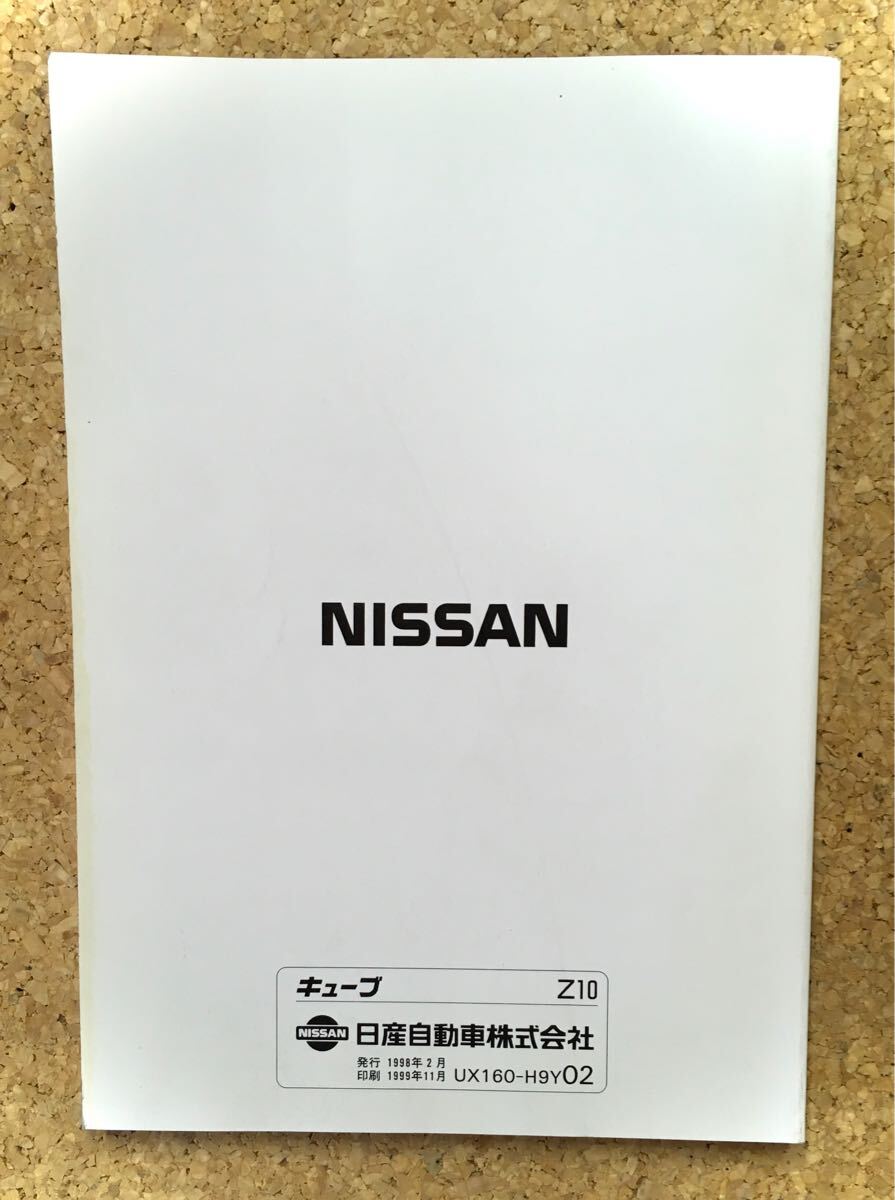 NISSAN
キューブ Z10
NISSAN 日産自動車株式会社
発行 1998年2月
印刷 1999年11月 UX160-H9Y02